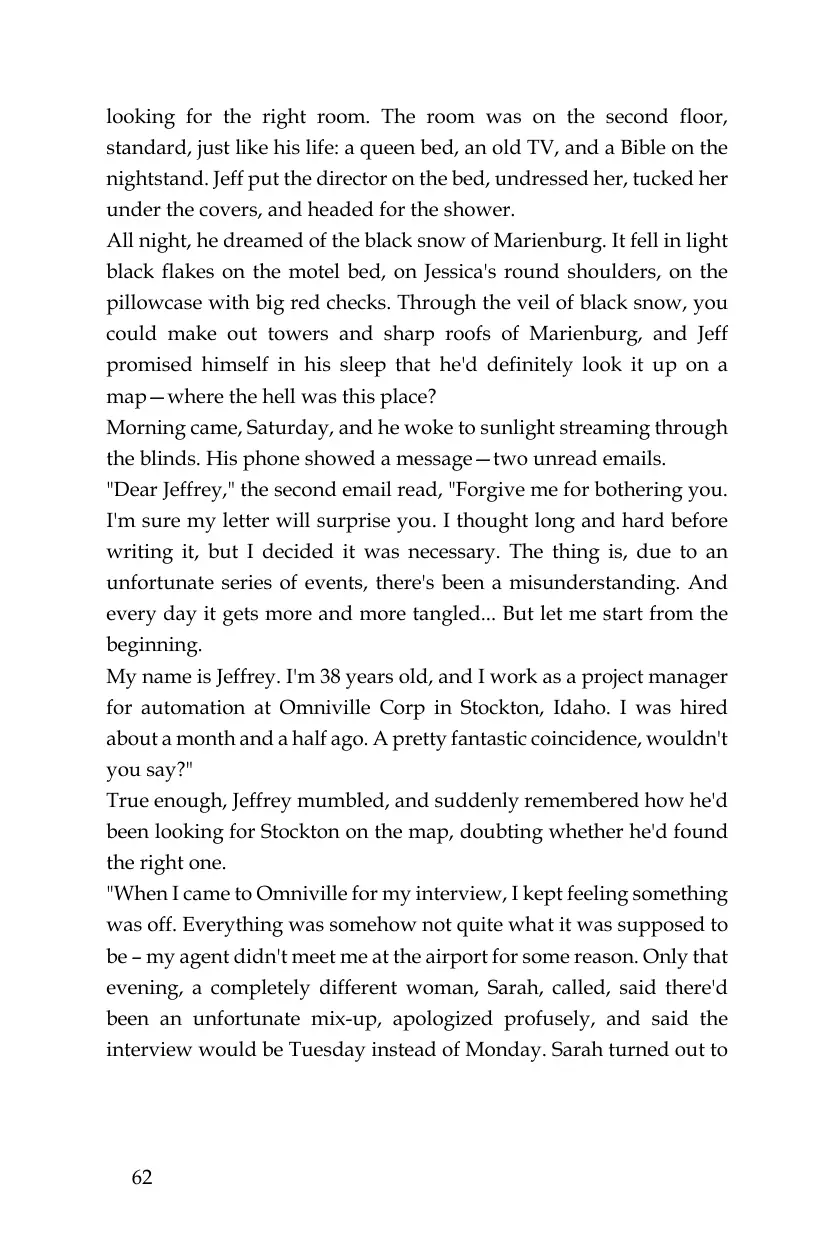 looking for the right room. The room was on the second floor,
standard, just like his life: a queen bed, an old TV, and a Bible on the
nightstand. Jeff put the director on the bed, undressed her, tucked her
under the covers, and headed for the shower.
All night, he dreamed of the black snow of Marienburg. It fell in light
black flakes on the motel bed, on Jessica's round shoulders, on the
pillowcase with big red checks. Through the veil of black snow, you
could make out towers and sharp roofs of Marienburg, and Jeff
promised himself in his sleep that he'd definitely look it up on a
map—where the hell was this place?
Morning came, Saturday, and he woke to sunlight streaming through
the blinds. His phone showed a message—two unread emails.
"Dear Jeffrey," the second email read, "Forgive me for bothering you.
I'm sure my letter will surprise you. I thought long and hard before
writing it, but I decided it was necessary. The thing is, due to an
unfortunate series of events, there's been a misunderstanding. And
every day it gets more and more tangled... But let me start from the
beginning.
My name is Jeffrey. I'm 38 years old, and I work as a project manager
for automation at Omniville Corp in Stockton, Idaho. I was hired
about a month and a half ago. A pretty fantastic coincidence, wouldn't
you say?"
True enough, Jeffrey mumbled, and suddenly remembered how he'd
been looking for Stockton on the map, doubting whether he'd found
the right one.
"When I came to Omniville for my interview, I kept feeling something
was off. Everything was somehow not quite what it was supposed to
be – my agent didn't meet me at the airport for some reason. Only that
evening, a completely different woman, Sarah, called, said there'd
been an unfortunate mix-up, apologized profusely, and said the
interview would be Tuesday instead of Monday. Sarah turned out to
62